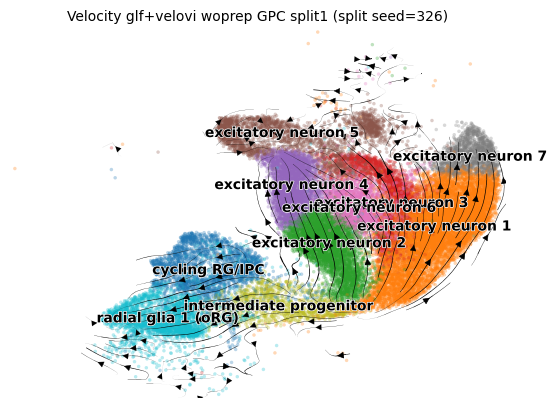 Velocity glf+velovi woprep GPC split1 (split seed=326)
excitatory neuron 5
excitatory neuron 7
excitatory neuron 4
excitatory neuron 3
excitatory neuron 6
excitatory neuron 1
excitatory neuron 2
cycling RG/IPC
intermediate progenitor
radial glia 1 (oRG)